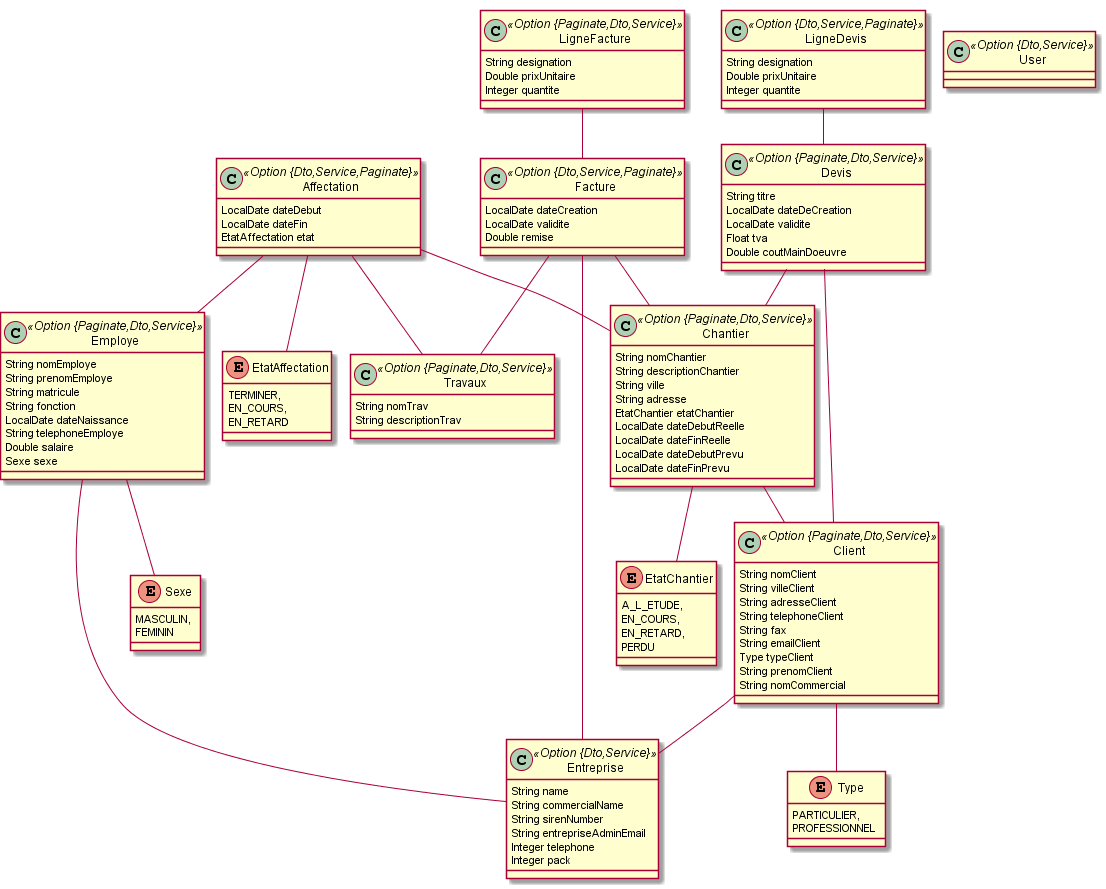 «Option {Paginate,Dto,Service}»
C LigneFacture
String designation
Double prixUnitaire
Integer quantite
«Option {Dto,Service,Paginate}»
C LigneDevis
String designation
Double prixUnitaire
Integer quantite
«Option {Dto,Service}»
C User
«Option {Dto,Service,Paginate}»
C Affectation
LocalDate dateDebut
LocalDate dateFin
EtatAffectation etat
«Option {Dto,Service,Paginate}»
C Facture
LocalDate dateCreation
LocalDate validite
Double remise
«Option {Paginate,Dto,Service}»
C Devis
String titre
LocalDate dateDeCreation
LocalDate validite
Float tva
Double coutMainDoeuvre
«Option {Paginate,Dto,Service}»
C Employe
String nomEmploye
String prenomEmploye
String matricule
String fonction
LocalDate dateNaissance
String telephoneEmploye
Double salaire
Sexe sexe
E EtatAffectation
TERMINER,
EN_COURS,
EN_RETARD
«Option {Paginate,Dto,Service}»
C Travaux
String nomTrav
String descriptionTrav
«Option {Paginate,Dto,Service}»
C Chantier
String nomChantier
String descriptionChantier
String ville
String adresse
EtatChantier etatChantier
LocalDate dateDebutReelle
LocalDate dateFinReelle
LocalDate dateDebutPrevu
LocalDate dateFinPrevu
E Sexe
MASCULIN,
FEMININ
E EtatChantier
A_L_ETUDE,
EN_COURS,
EN_RETARD,
PERDU
«Option {Paginate,Dto,Service}»
C Client
String nomClient
String villeClient
String adresseClient
String telephoneClient
String fax
String emailClient
Type typeClient
String prenomClient
String nomCommercial
«Option {Dto,Service}»
C Entreprise
String name
String commercialName
String sirenNumber
String entrepriseAdminEmail
Integer telephone
Integer pack
E Type
PARTICULIER,
PROFESSIONNEL